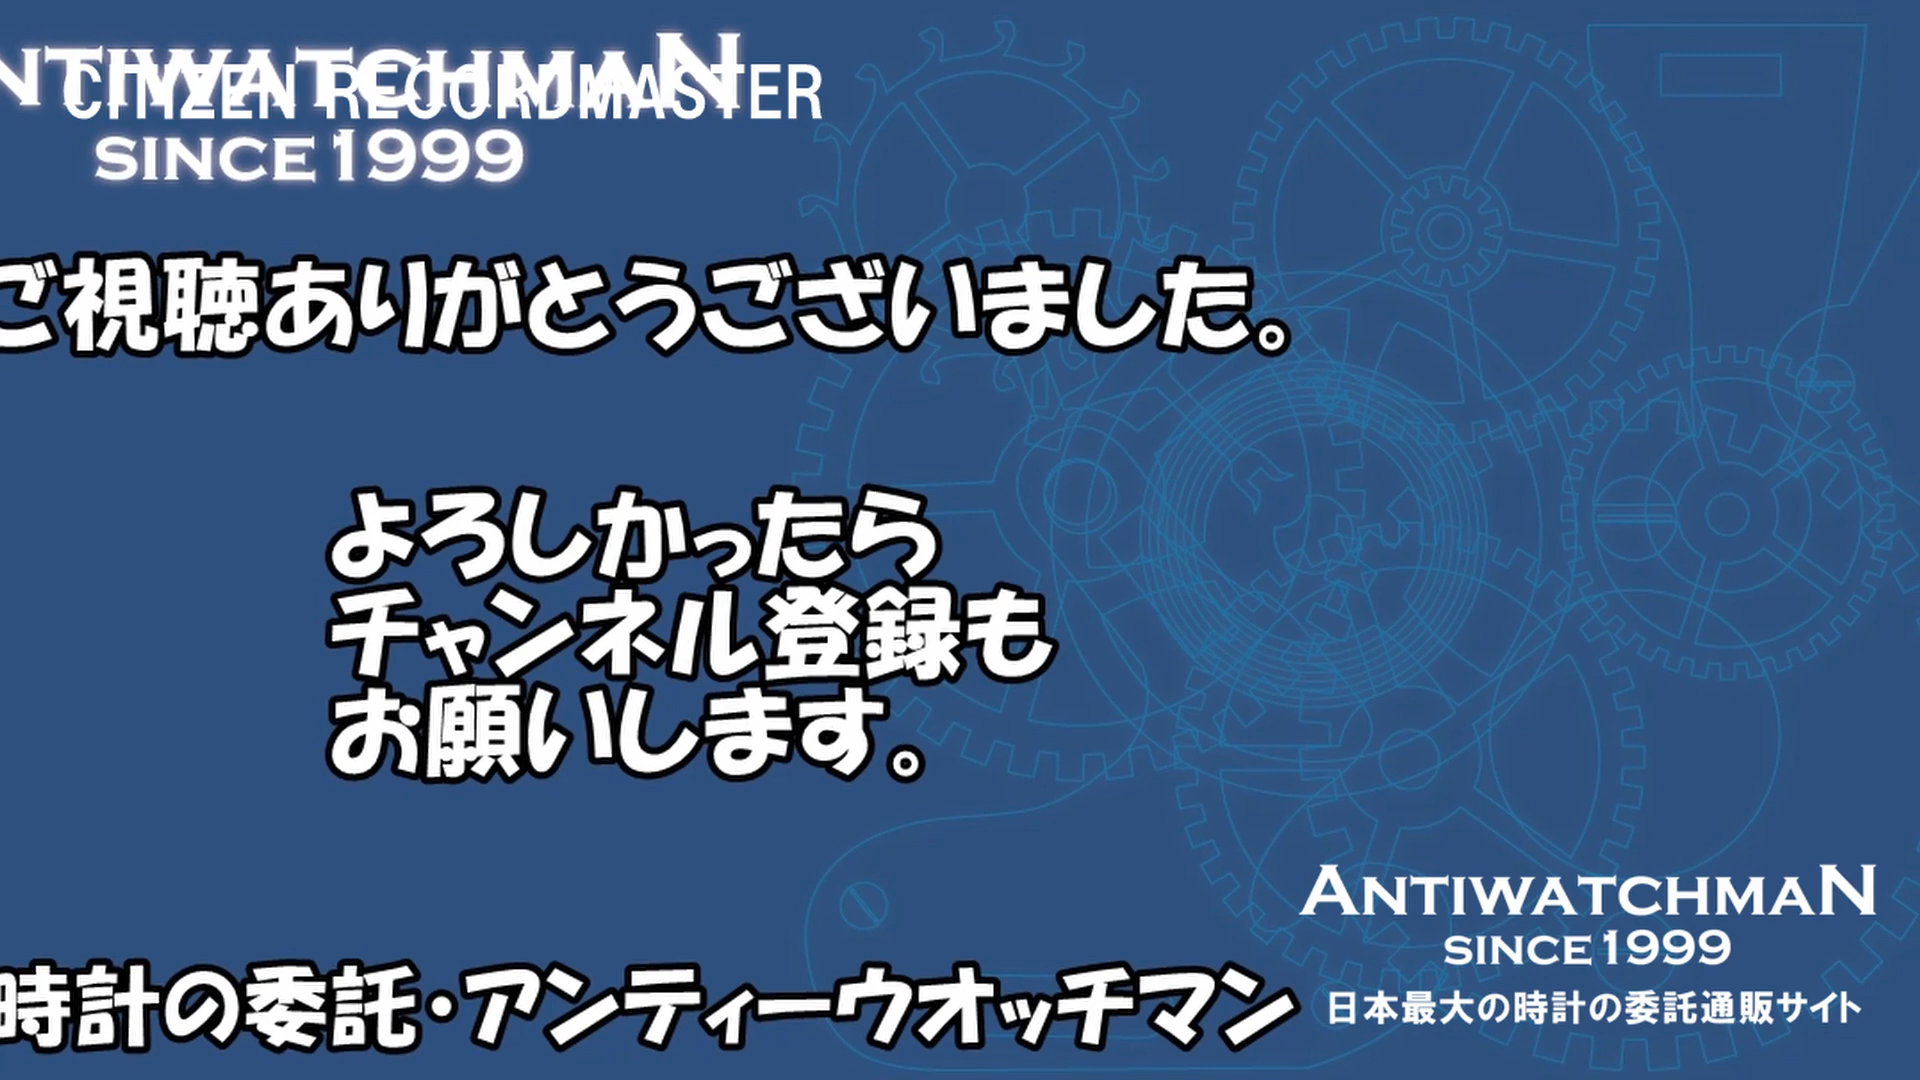 ANTIWATCHMAN
CITIZEN RECORDMASTER
SINCE 1999
ご視聴ありがとうございました。
よろしかったら
チャンネル登録も
お願いします。
時計の委託・アンティーウオッチマン
ANTIWATCHMAN
SINCE 1999
日本最大の時計の委託通販サイト